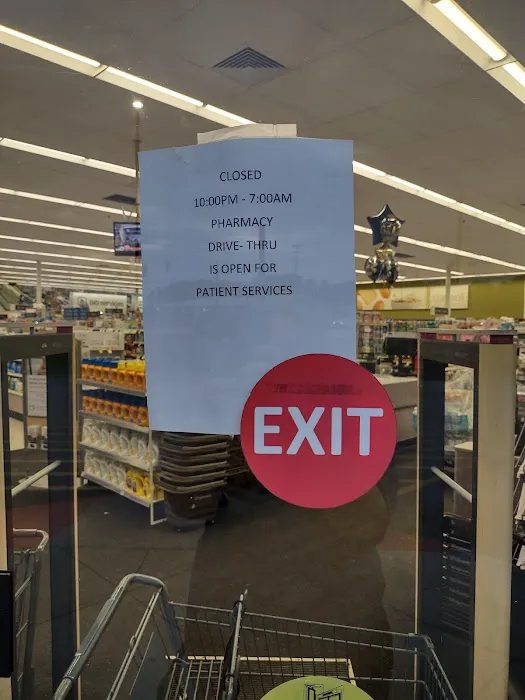 CLOSED
10:00PM - 7:00AM
PHARMACY
DRIVE- THRU
IS OPEN FOR
PATIENT SERVICES
EXIT